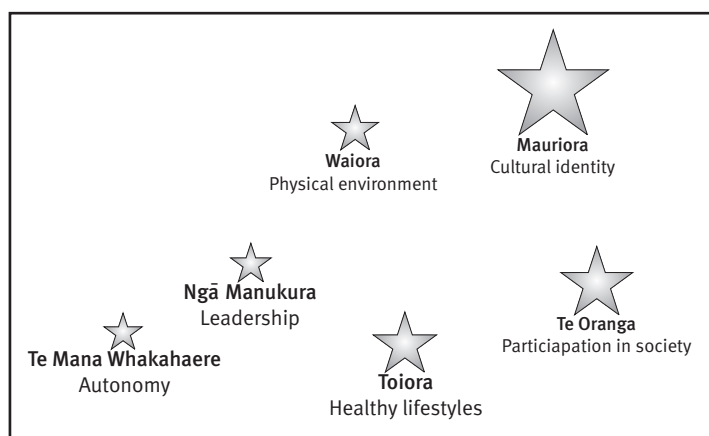 Mauriora
Cultural identity
Waiora
Physical environment
Ngā Manukura
Leadership
Te Oranga
Particiapation in society
Te Mana Whakahaere
Autonomy
Toiora
Healthy lifestyles